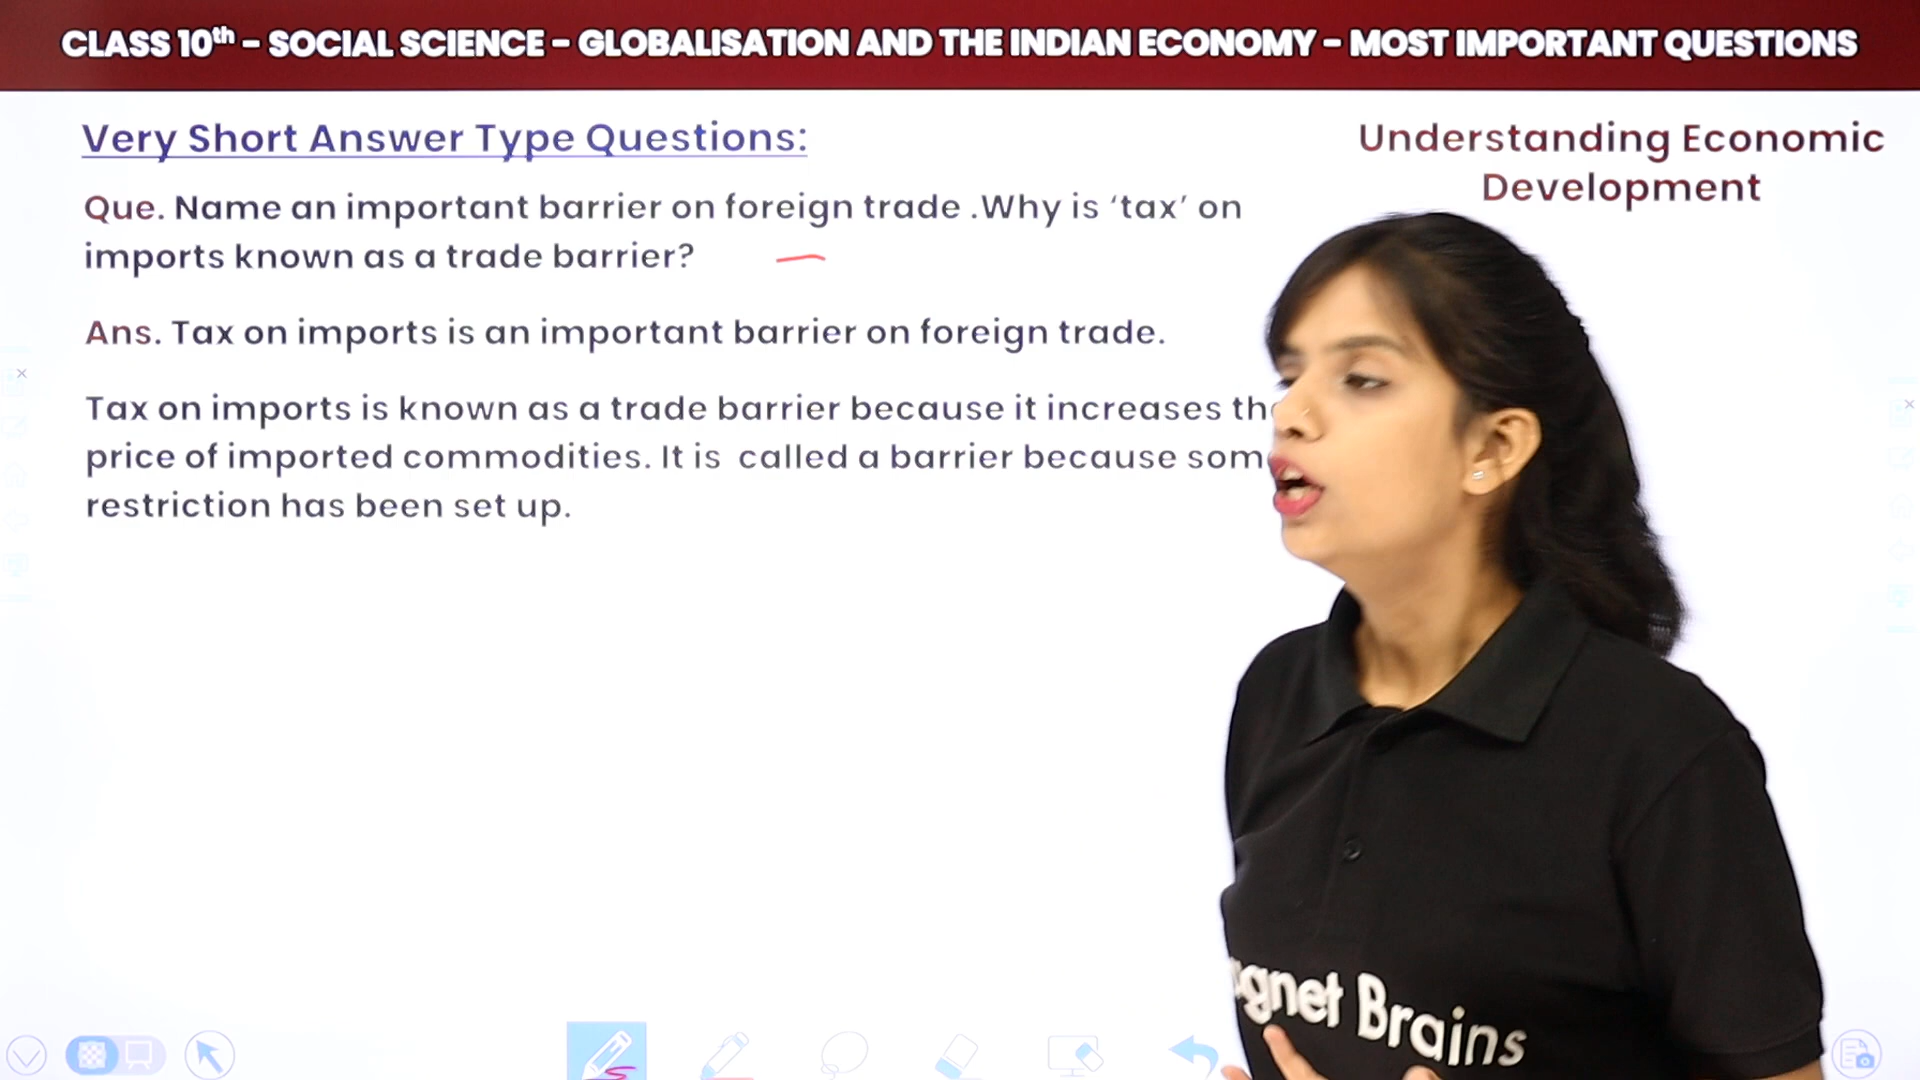 CLASS 10th – SOCIAL SCIENCE – GLOBALISATION AND THE INDIAN ECONOMY – MOST IMPORTANT QUESTIONS
Very Short Answer Type Questions:
Understanding Economic
Development
Que. Name an important barrier on foreign trade .Why is ‘tax’ on
imports known as a trade barrier?
Ans. Tax on imports is an important barrier on foreign trade.
Tax on imports is known as a trade barrier because it increases
price of imported commodities. It is called a barrier because
restriction has been set up.
Brains